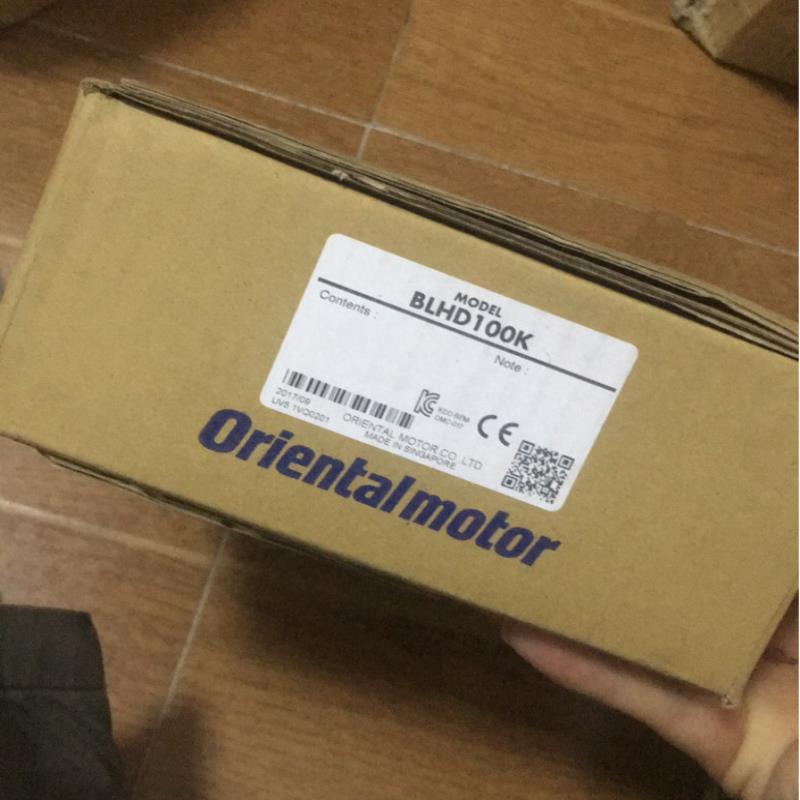 MODEL
BLHD100K
Contents :
Note :
2017/09
ORIENTAL MOTOR CO., LTD.
MADE IN SINGAPORE
CE
Orientalmotor